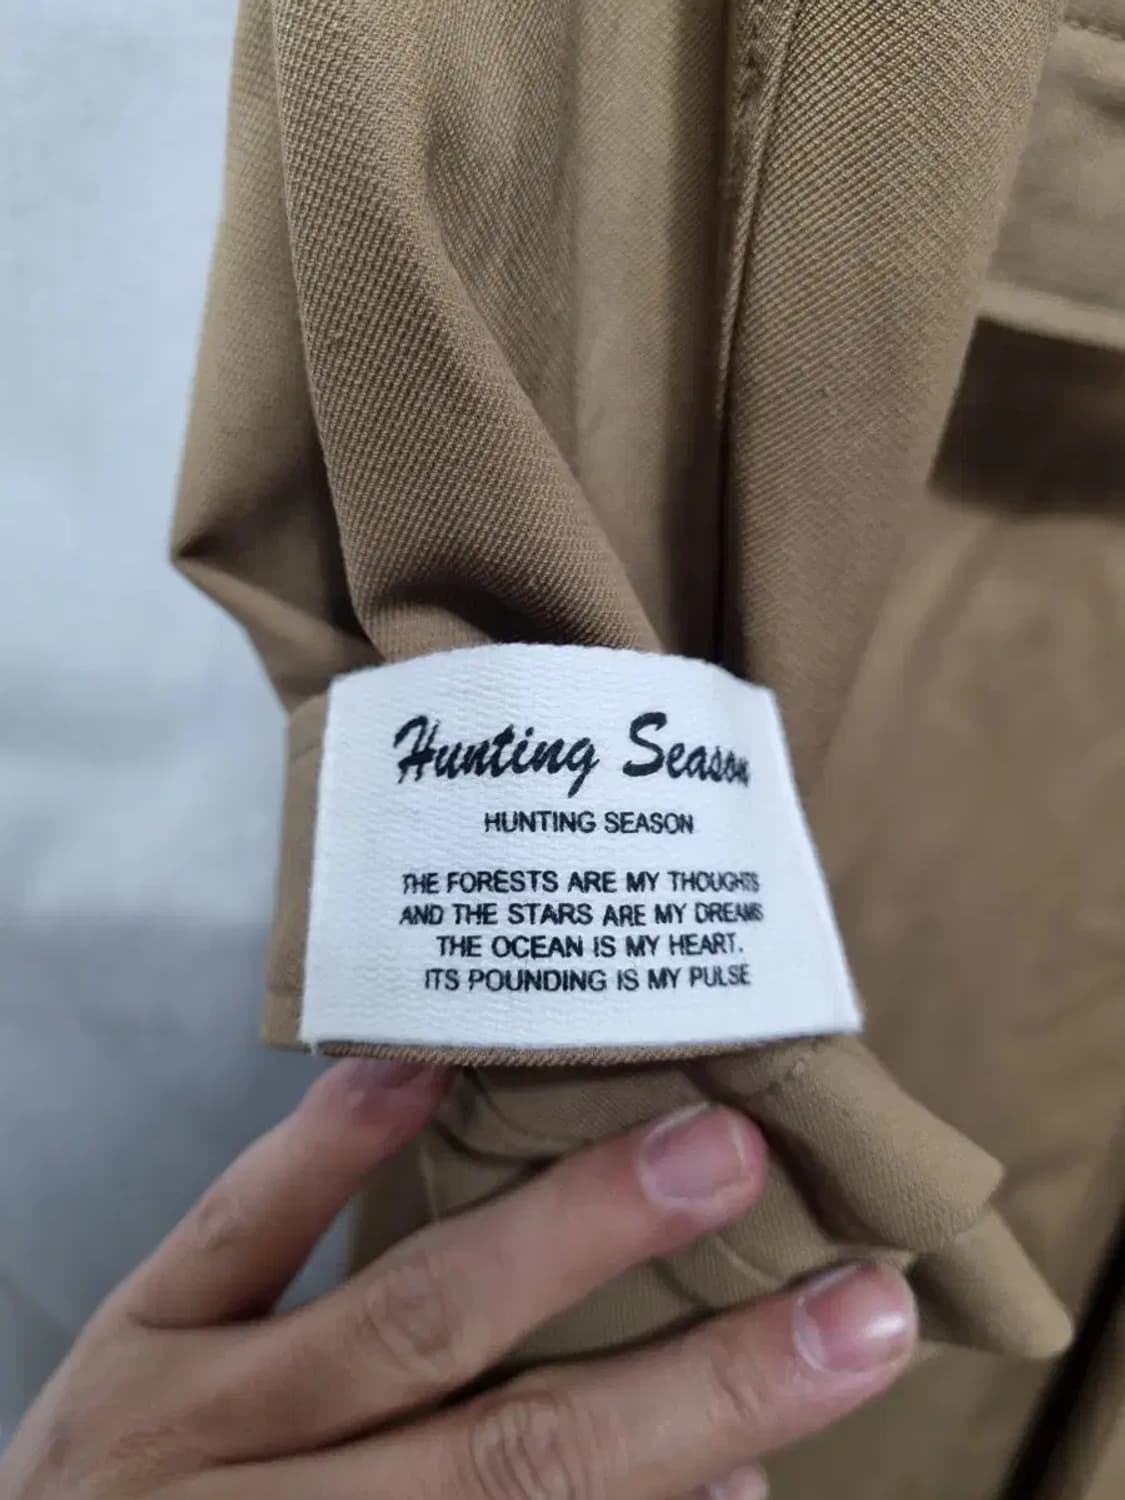 Hunting Season
HUNTING SEASON
THE FORESTS ARE MY THOUGHTS
AND THE STARS ARE MY DREAMS
THE OCEAN IS MY HEART.
ITS POUNDING IS MY PULSE